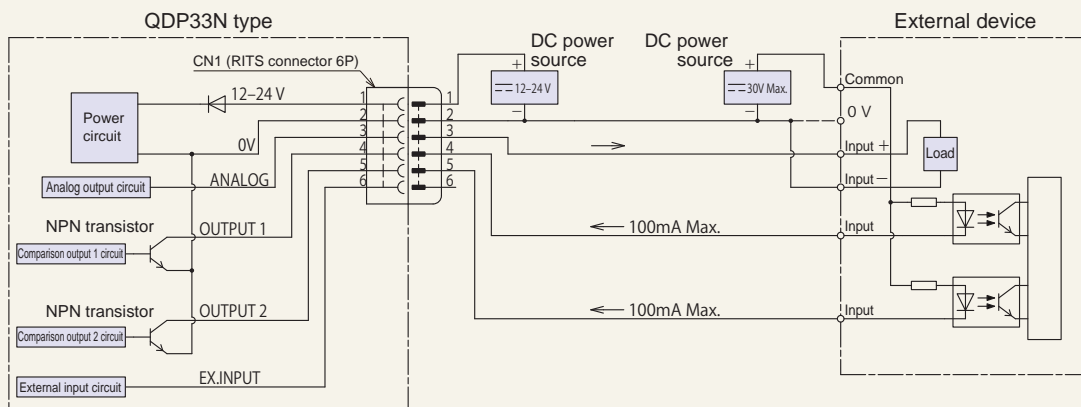 QDP33N type
External device
DC power source
DC power source
CN1 (RITS connector 6P)
12–24 V
Power circuit
0V
1
2
3
4
5
6
1
2
3
4
5
6
+
12–24 V
−
+
30V Max.
−
Common
0 V
Input +
Load
Input −
Analog output circuit
ANALOG
NPN transistor
OUTPUT 1
Comparison output 1 circuit
100mA Max.
Input
NPN transistor
OUTPUT 2
Comparison output 2 circuit
100mA Max.
Input
External input circuit
EX.INPUT